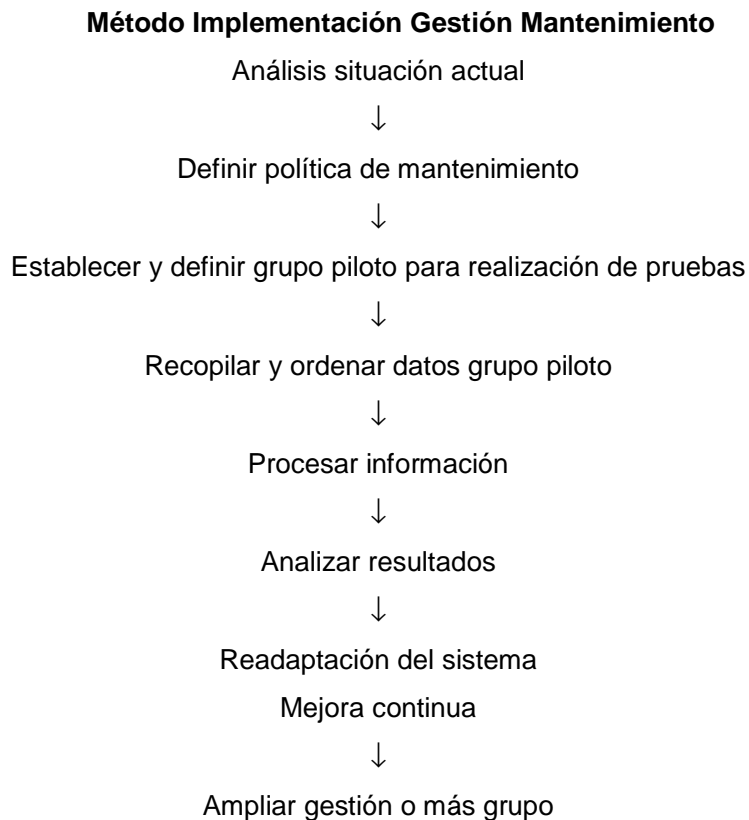 Método Implementación Gestión Mantenimiento
Análisis situación actual
↓
Definir política de mantenimiento
↓
Establecer y definir grupo piloto para realización de pruebas
↓
Recopilar y ordenar datos grupo piloto
↓
Procesar información
↓
Analizar resultados
↓
Readaptación del sistema
Mejora continua
↓
Ampliar gestión o más grupo